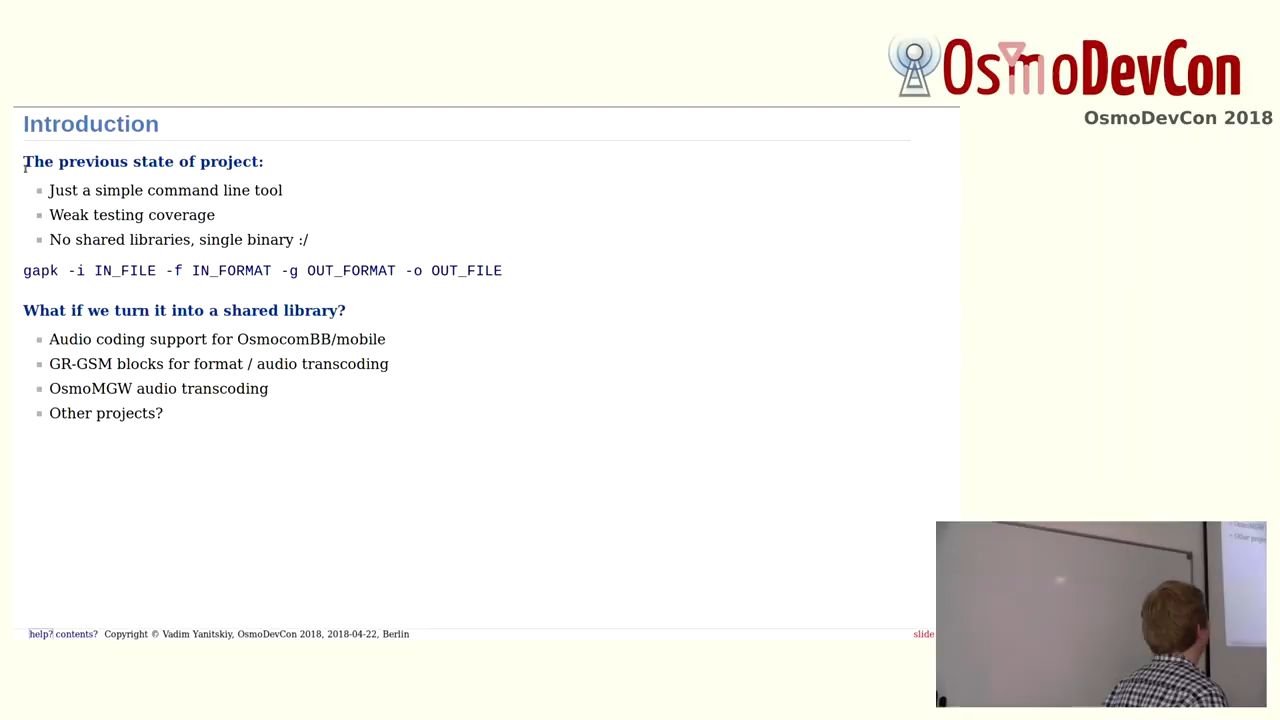 OsmoDevCon
OsmoDevCon 2018
Introduction
The previous state of project:
Just a simple command line tool
Weak testing coverage
No shared libraries, single binary :/
gapk -i IN_FILE -f IN_FORMAT -g OUT_FORMAT -o OUT_FILE
What if we turn it into a shared library?
Audio coding support for OsmocomBB/mobile
GR-GSM blocks for format / audio transcoding
OsmoMGW audio transcoding
Other projects?
help? contents? Copyright © Vadim Yanitskiy, OsmoDevCon 2018, 2018-04-22, Berlin
slide